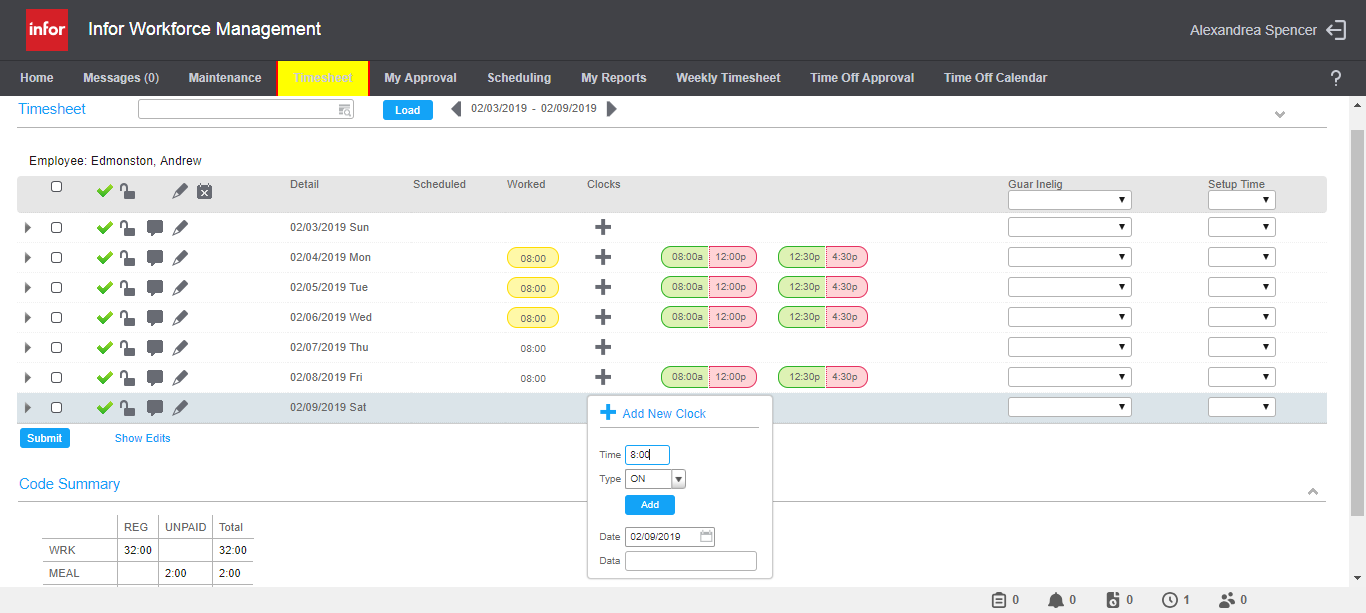 infor Infor Workforce Management Alexandrea Spencer
Home Messages (0) Maintenance Timesheet My Approval Scheduling My Reports Weekly Timesheet Time Off Approval Time Off Calendar ?
Timesheet Load 02/03/2019 - 02/09/2019
Employee: Edmonston, Andrew
Detail Scheduled Worked Clocks Guar Inelig Setup Time
02/03/2019 Sun
02/04/2019 Mon 08:00 08:00a 12:00p 12:30p 4:30p
02/05/2019 Tue 08:00 08:00a 12:00p 12:30p 4:30p
02/06/2019 Wed 08:00 08:00a 12:00p 12:30p 4:30p
02/07/2019 Thu 08:00
02/08/2019 Fri 08:00 08:00a 12:00p 12:30p 4:30p
02/09/2019 Sat
Add New Clock
Time 8:00
Type ON
Add
Date 02/09/2019
Data
Submit Show Edits
Code Summary
REG UNPAID Total
WRK 32:00 32:00
MEAL 2:00 2:00
0 0 0 1 0